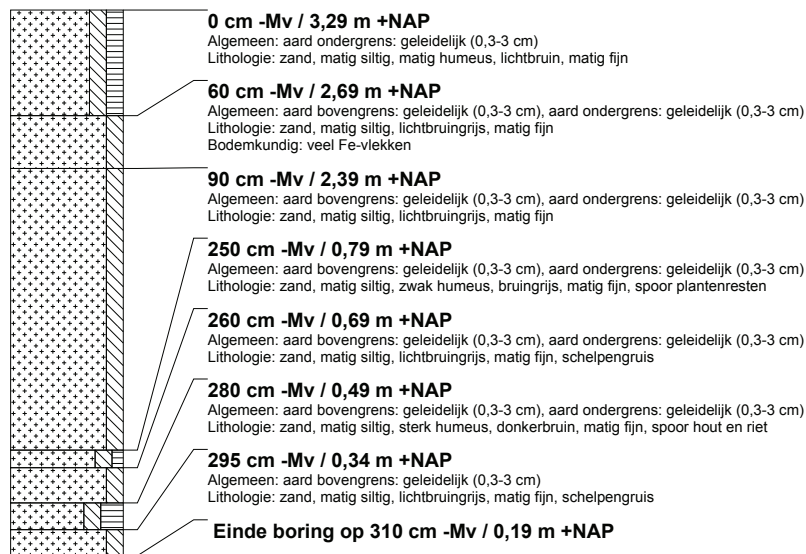 0 cm -Mv / 3,29 m +NAP
Algemeen: aard ondergrens: geleidelijk (0,3-3 cm)
Lithologie: zand, matig siltig, matig humeus, lichtbruin, matig fijn
60 cm -Mv / 2,69 m +NAP
Algemeen: aard bovengrens: geleidelijk (0,3-3 cm), aard ondergrens: geleidelijk (0,3-3 cm)
Lithologie: zand, matig siltig, lichtbruingrijs, matig fijn
Bodemkundig: veel Fe-vlekken
90 cm -Mv / 2,39 m +NAP
Algemeen: aard bovengrens: geleidelijk (0,3-3 cm), aard ondergrens: geleidelijk (0,3-3 cm)
Lithologie: zand, matig siltig, lichtbruingrijs, matig fijn
250 cm -Mv / 0,79 m +NAP
Algemeen: aard bovengrens: geleidelijk (0,3-3 cm), aard ondergrens: geleidelijk (0,3-3 cm)
Lithologie: zand, matig siltig, zwak humeus, bruingrijs, matig fijn, spoor plantenresten
260 cm -Mv / 0,69 m +NAP
Algemeen: aard bovengrens: geleidelijk (0,3-3 cm), aard ondergrens: geleidelijk (0,3-3 cm)
Lithologie: zand, matig siltig, lichtbruingrijs, matig fijn, schelpengruis
280 cm -Mv / 0,49 m +NAP
Algemeen: aard bovengrens: geleidelijk (0,3-3 cm), aard ondergrens: geleidelijk (0,3-3 cm)
Lithologie: zand, matig siltig, sterk humeus, donkerbruin, matig fijn, spoor hout en riet
295 cm -Mv / 0,34 m +NAP
Algemeen: aard bovengrens: geleidelijk (0,3-3 cm)
Lithologie: zand, matig siltig, lichtbruingrijs, matig fijn, schelpengruis
Einde boring op 310 cm -Mv / 0,19 m +NAP